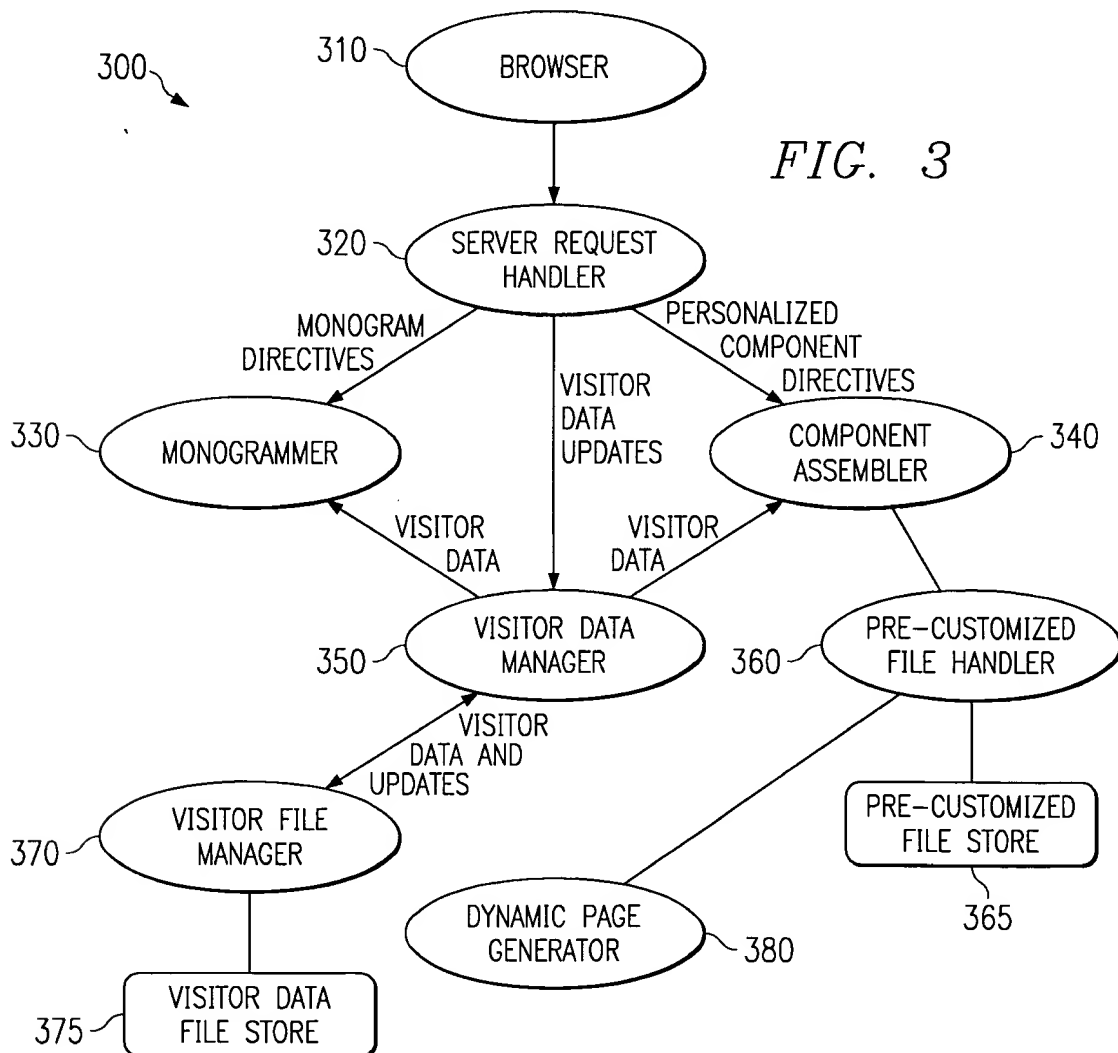 310
BROWSER
300
FIG. 3
320
SERVER REQUEST
HANDLER
MONOGRAM
DIRECTIVES
PERSONALIZED
COMPONENT
DIRECTIVES
VISITOR
DATA
UPDATES
330
MONOGRAMMER
COMPONENT
ASSEMBLER
340
VISITOR
DATA
VISITOR
DATA
350
VISITOR DATA
MANAGER
360
PRE-CUSTOMIZED
FILE HANDLER
VISITOR
DATA AND
UPDATES
370
VISITOR FILE
MANAGER
PRE-CUSTOMIZED
FILE STORE
365
DYNAMIC PAGE
GENERATOR
380
375
VISITOR DATA
FILE STORE